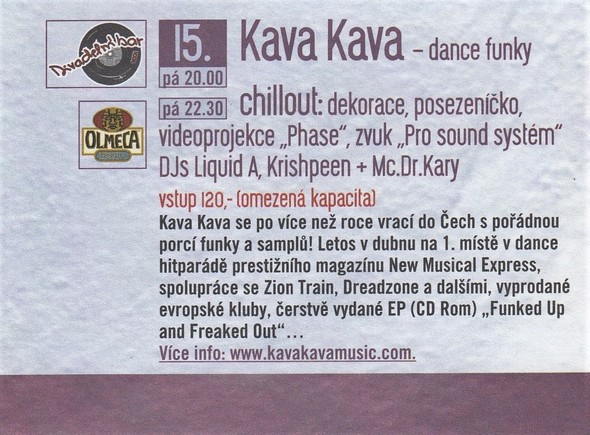 Divadelní bar
15. Kava Kava – dance funky
pá 20.00
OLMECA
pá 22.30 chillout: dekorace, posezeníčko,
videoprojekce „Phase“, zvuk „Pro sound systém“
DJs Liquid A, Krishpeen + Mc.Dr.Kary
vstup 120,- (omezená kapacita)
Kava Kava se po více než roce vrací do Čech s pořádnou
porcí funky a samplů! Letos v dubnu na 1. místě v dance
hitparádě prestižního magazínu New Musical Express,
spolupráce se Zion Train, Dreadzone a dalšími, vyprodané
evropské kluby, čerstvě vydané EP (CD Rom) „Funked Up
and Freaked Out“...
Více info: www.kavakavamusic.com.